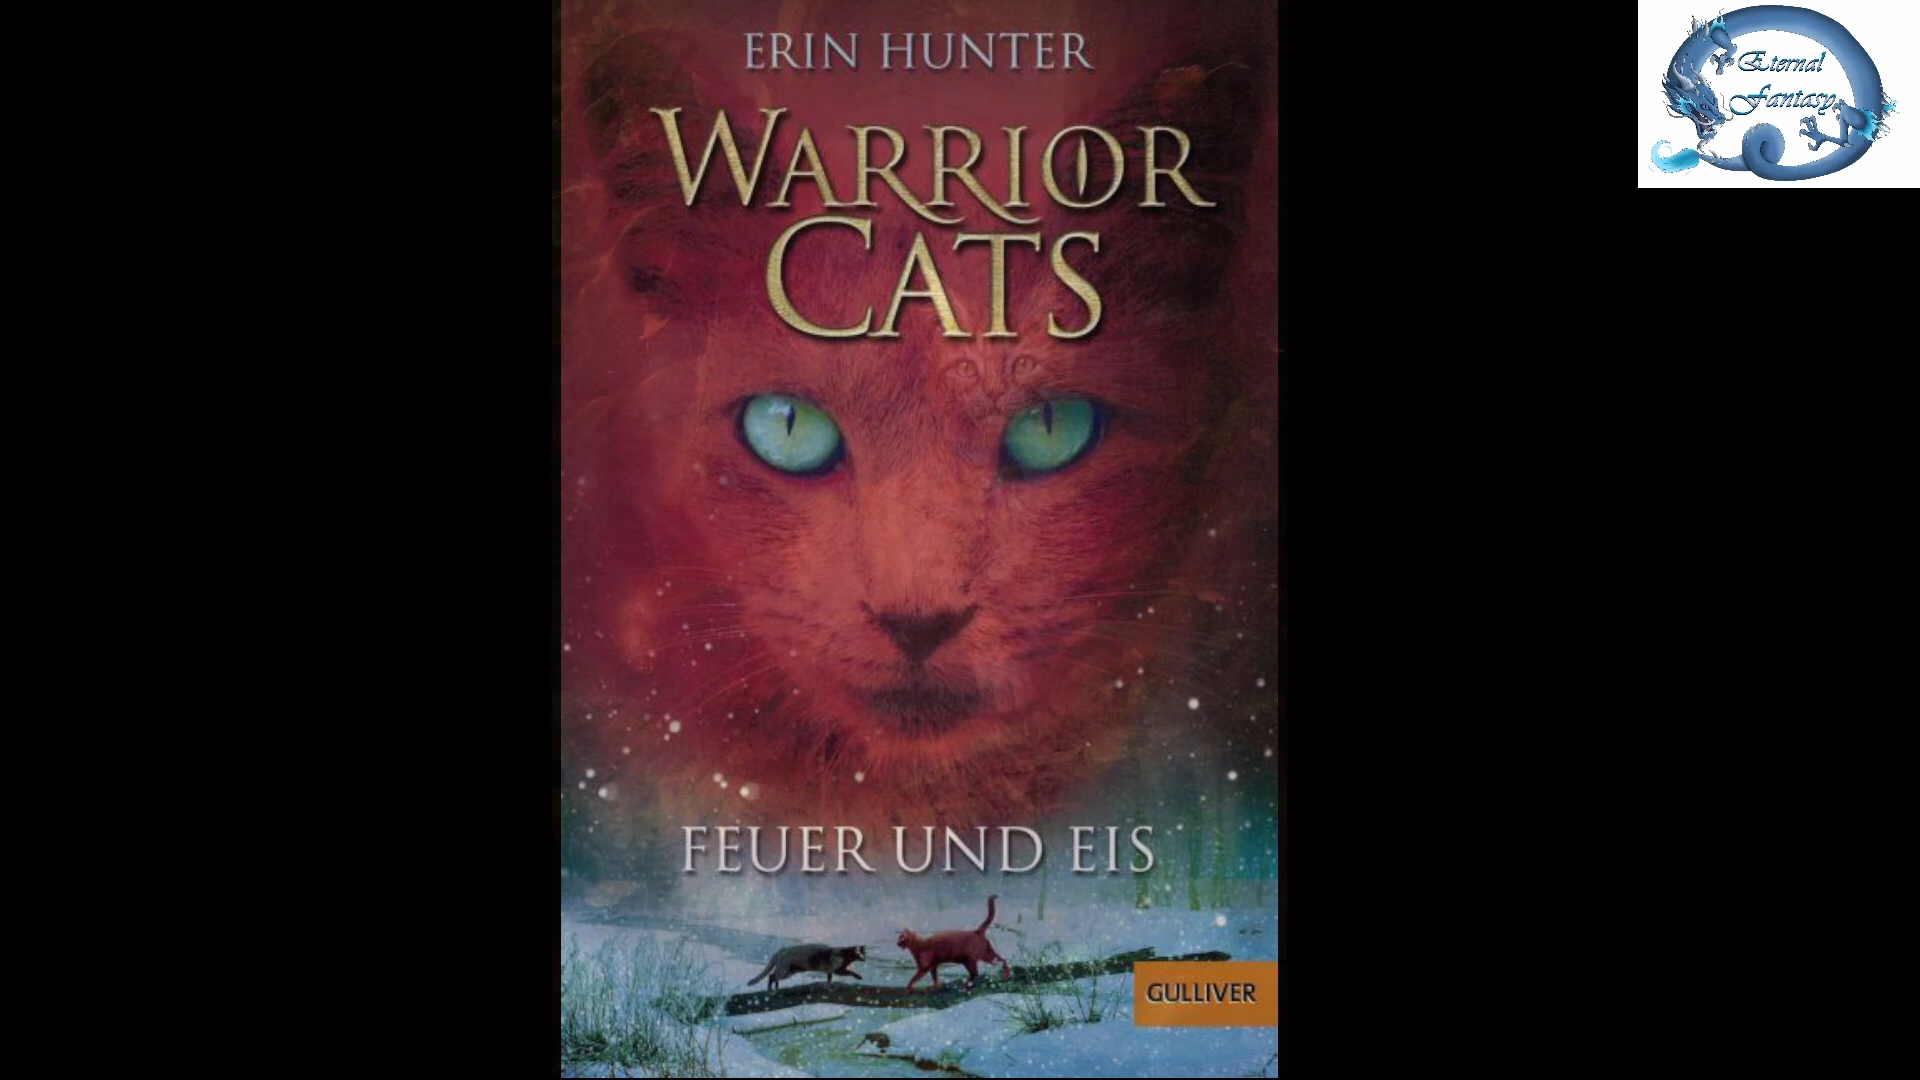 ERIN HUNTER
WARRIOR
CATS
FEUER UND EIS
GULLIVER
Eternal
Fantasy